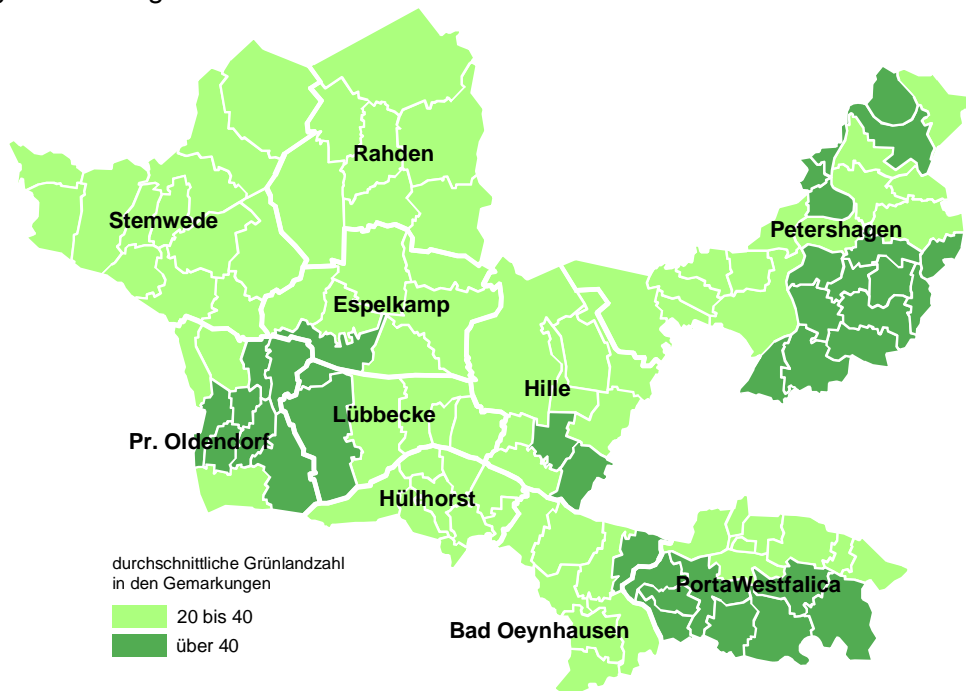 Rahden
Stemwede
Petershagen
Espelkamp
Hille
Lübbecke
Pr. Oldendorf
Hüllhorst
durchschnittliche Grünlandzahl
in den Gemarkungen
20 bis 40
über 40
PortaWestfalica
Bad Oeynhausen